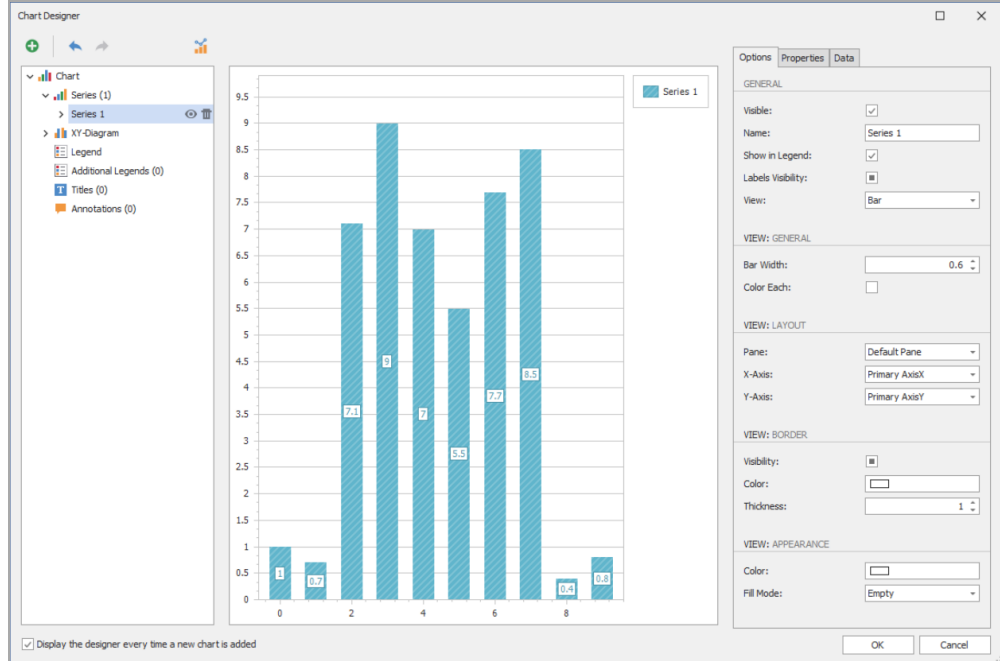 Chart Designer
Chart
Series (1)
Series 1
XY-Diagram
Legend
Additional Legends (0)
Titles (0)
Annotations (0)
9.5
9
8.5
8
7.5
7
6.5
6
5.5
5
4.5
4
3.5
3
2.5
2
1.5
1
0.5
0
1
0.7
7.1
9
7
5.5
7.7
8.5
0.4
0.8
0 2 4 6 8
Series 1
Options Properties Data
GENERAL
Visible:
Name: Series 1
Show in Legend:
Labels Visibility:
View: Bar
VIEW: GENERAL
Bar Width: 0.6
Color Each:
VIEW: LAYOUT
Pane: Default Pane
X-Axis: Primary AxisX
Y-Axis: Primary AxisY
VIEW: BORDER
Visibility:
Color:
Thickness: 1
VIEW: APPEARANCE
Color:
Fill Mode: Empty
Display the designer every time a new chart is added
OK Cancel